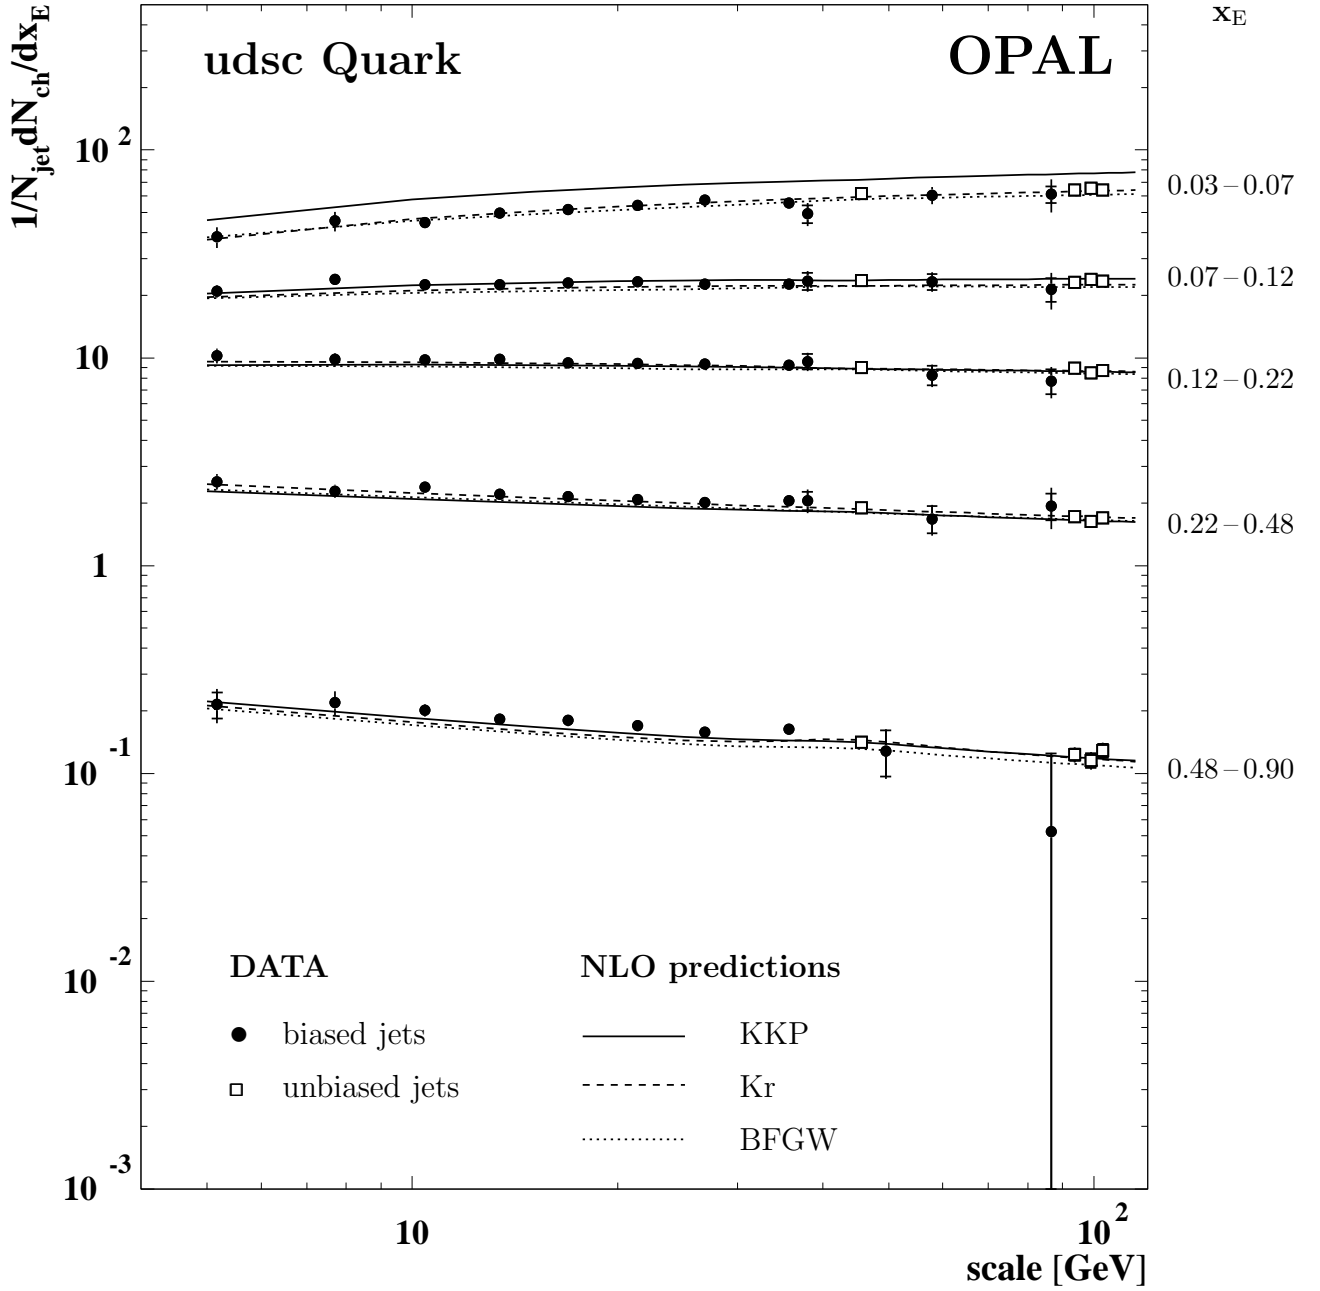 x_E
udsc Quark
OPAL
1/N_jet dN_ch/dx_E
10^2
10
1
10^-1
10^-2
10^-3
0.03–0.07
0.07–0.12
0.12–0.22
0.22–0.48
0.48–0.90
DATA
biased jets
unbiased jets
NLO predictions
KKP
Kr
BFGW
10
10^2
scale [GeV]